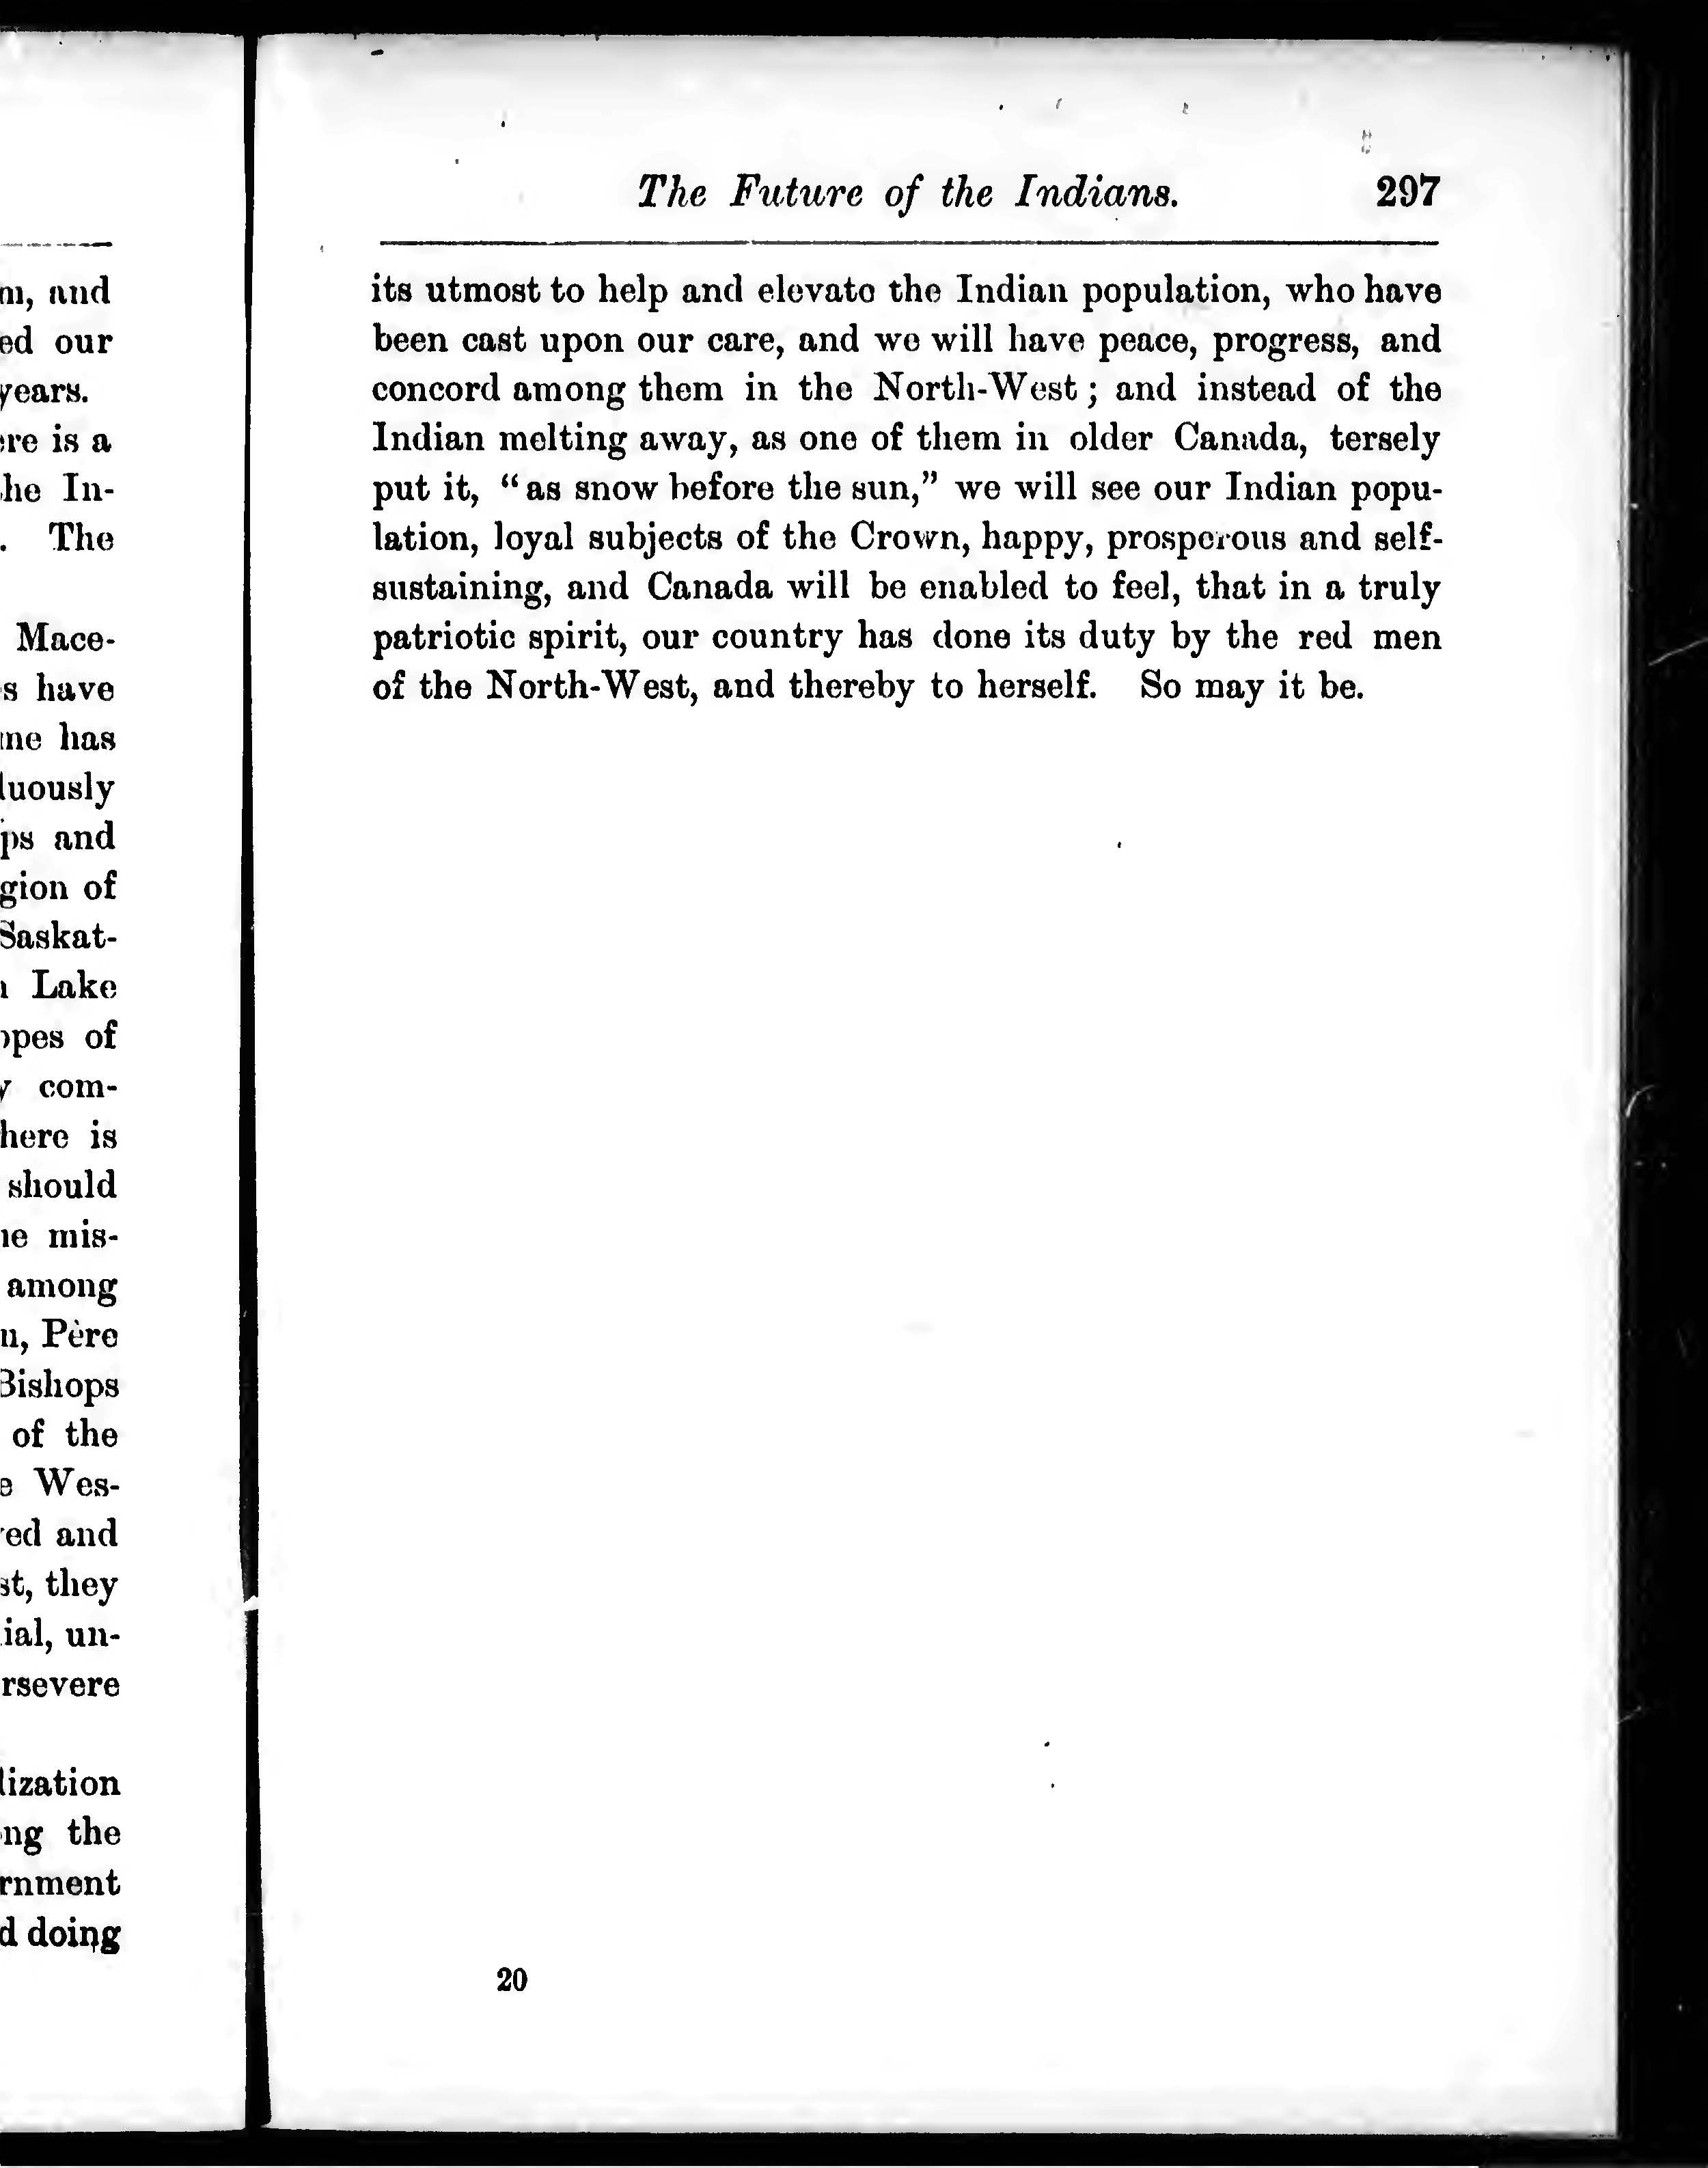 m, and
ed our
years.
ere is a
the In-
. The
Mace-
s have
me has
luously
ps and
gion of
Saskat-
Lake
opes of
y com-
here is
should
he mis-
among
n, Père
Bishops
of the
e Wes-
red and
st, they
ial, un-
rsevere
lization
ng the
rnment
d doing
The Future of the Indians. 297
its utmost to help and elevate the Indian population, who have
been cast upon our care, and we will have peace, progress, and
concord among them in the North-West; and instead of the
Indian melting away, as one of them in older Canada, tersely
put it, "as snow before the sun," we will see our Indian popu-
lation, loyal subjects of the Crown, happy, prosperous and self-
sustaining, and Canada will be enabled to feel, that in a truly
patriotic spirit, our country has done its duty by the red men
of the North-West, and thereby to herself. So may it be.
20